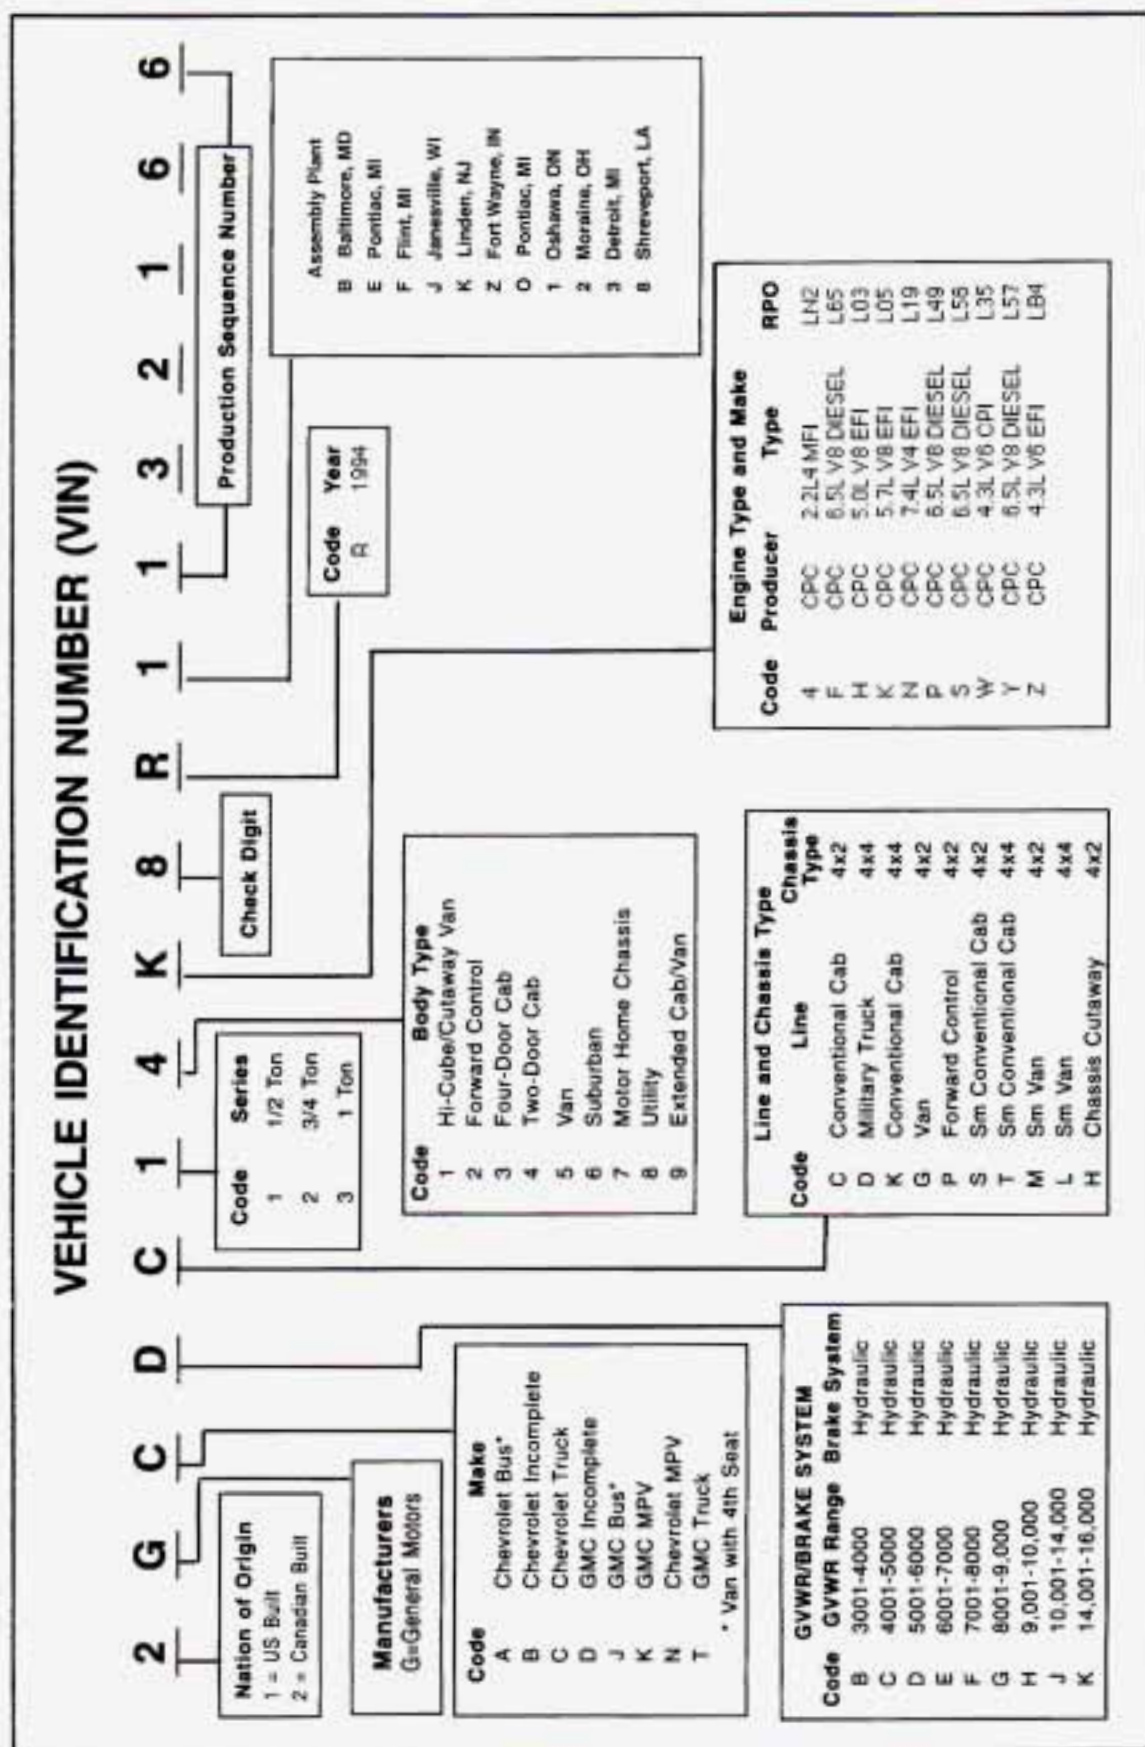 VEHICLE IDENTIFICATION NUMBER (VIN)
2 G C D C 1 4 K 8 R 1 1 3 2 1 6 6
Nation of Origin
1 = US Built
2 = Canadian Built
Manufacturers
G=General Motors
Code Make
A Chevrolet Bus*
B Chevrolet Incomplete
C Chevrolet Truck
D GMC Incomplete
J GMC Bus*
K GMC MPV
N Chevrolet MPV
T GMC Truck
* Van with 4th Seat
GVWR/BRAKE SYSTEM
Code GVWR Range Brake System
B 3001-4000 Hydraulic
C 4001-5000 Hydraulic
D 5001-6000 Hydraulic
E 6001-7000 Hydraulic
F 7001-8000 Hydraulic
G 8001-9,000 Hydraulic
H 9,001-10,000 Hydraulic
J 10,001-14,000 Hydraulic
K 14,001-16,000 Hydraulic
Code Series
1 1/2 Ton
2 3/4 Ton
3 1 Ton
Code Body Type
1 Hi-Cube/Cutaway Van
2 Forward Control
3 Four-Door Cab
4 Two-Door Cab
5 Van
6 Suburban
7 Motor Home Chassis
8 Utility
9 Extended Cab/Van
Line and Chassis Type
Code Line Chassis Type
C Conventional Cab 4x2
D Military Truck 4x4
K Conventional Cab 4x4
G Van 4x2
P Forward Control 4x2
S Sm Conventional Cab 4x2
T Sm Conventional Cab 4x4
M Sm Van 4x2
L Sm Van 4x4
H Chassis Cutaway 4x2
Check Digit
Code Year
R 1994
Production Sequence Number
Assembly Plant
B Baltimore, MD
E Pontiac, MI
F Flint, MI
J Janesville, WI
K Linden, NJ
Z Fort Wayne, IN
O Pontiac, MI
1 Oshawa, ON
2 Moraine, OH
3 Detroit, MI
8 Shreveport, LA
Engine Type and Make
Code Producer Type RPO
4 CPC 2.2L4 MFI LN2
F CPC 6.5L V8 DIESEL L65
H CPC 5.0L V8 EFI L03
K CPC 5.7L V8 EFI L05
N CPC 7.4L V4 EFI L19
P CPC 6.5L V8 DIESEL L49
S CPC 6.5L V8 DIESEL L56
W CPC 4.3L V6 CPI L35
Y CPC 6.5L V8 DIESEL L57
Z CPC 4.3L V6 EFI LB4